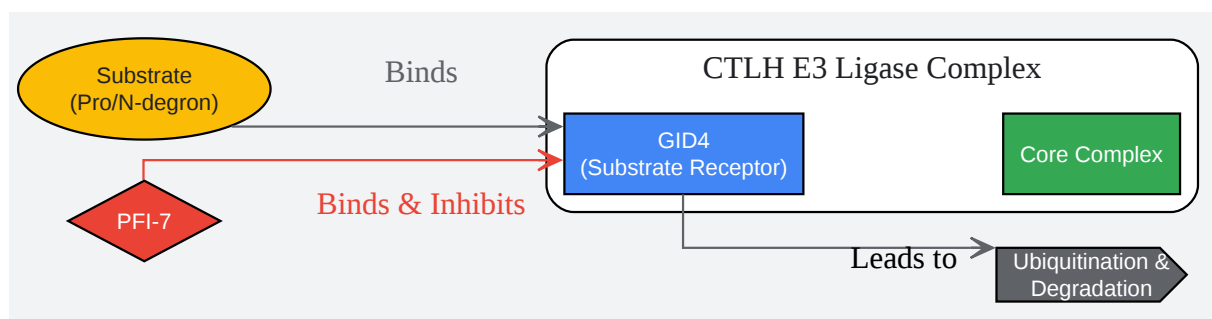 Substrate
(Pro/N-degron)
Binds
CTLH E3 Ligase Complex
GID4
(Substrate Receptor)
Core Complex
PFI-7
Binds & Inhibits
Leads to
Ubiquitination &
Degradation